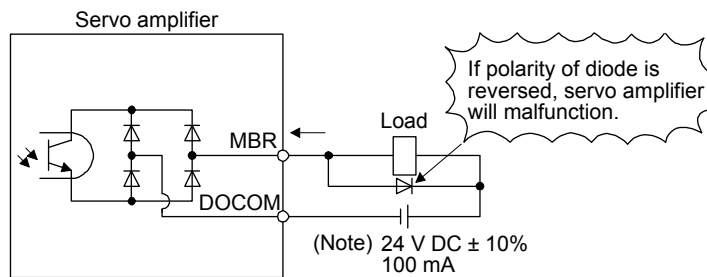 Servo amplifier
If polarity of diode is
reversed, servo amplifier
will malfunction.
Load
MBR
DOCOM
(Note) 24 V DC ± 10%
100 mA